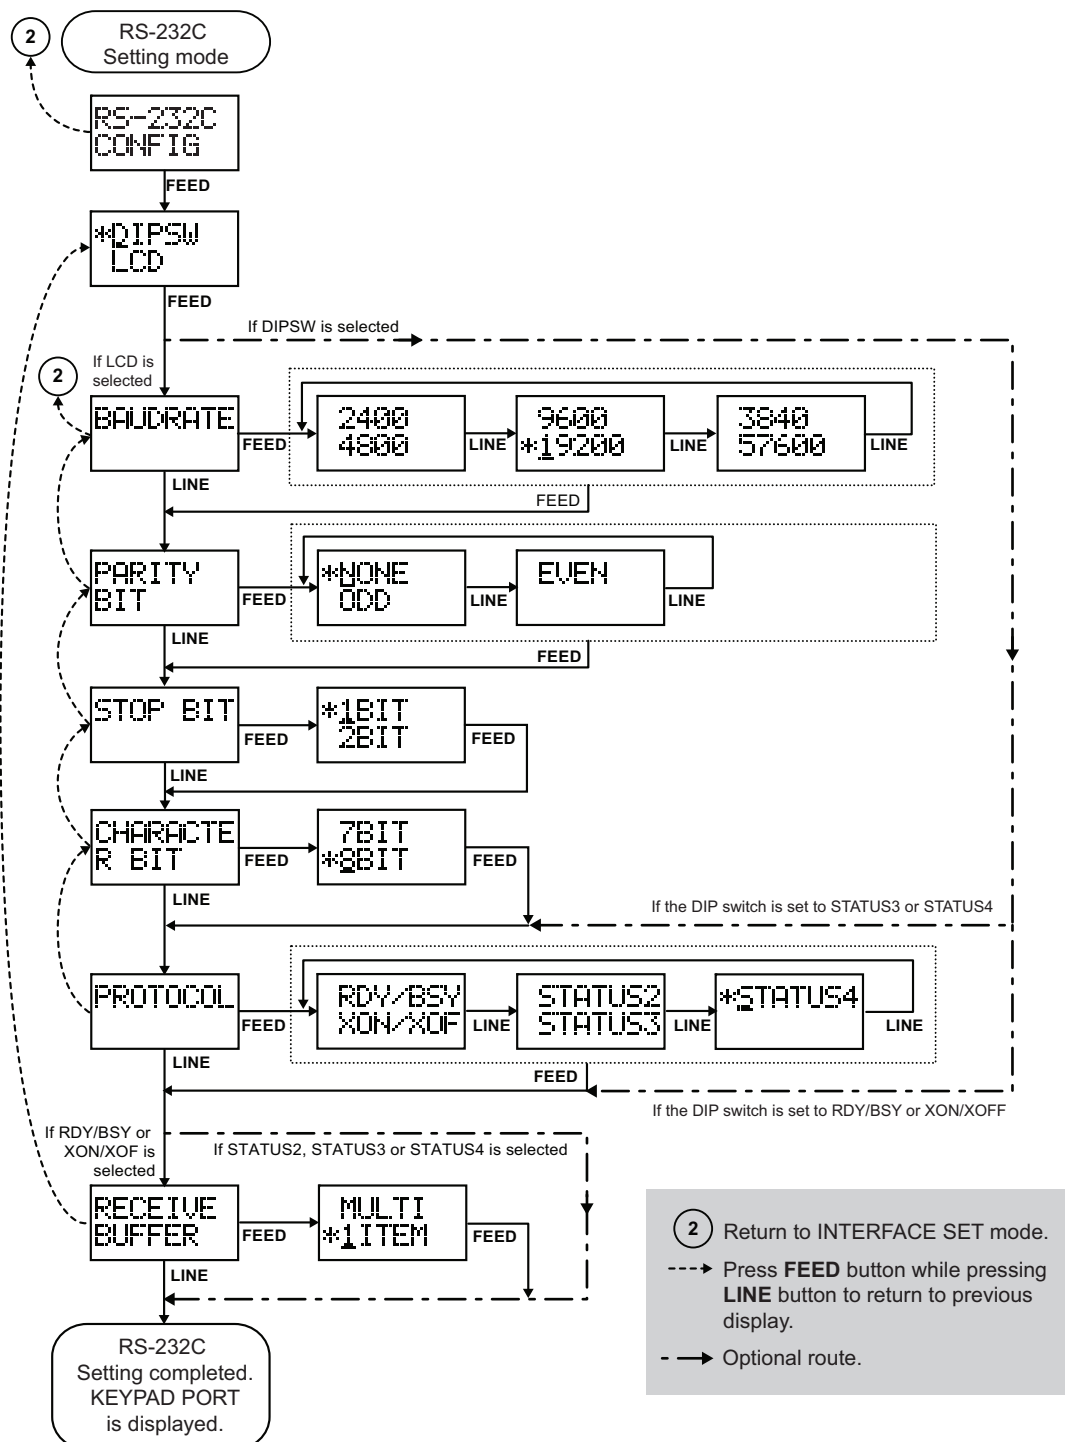 2
RS-232C
Setting mode
RS-232C
CONFIG
FEED
*DIPSW
LCD
FEED
If DIPSW is selected
2
If LCD is
selected
BAUDRATE
FEED
2400
4800
LINE
9600
*19200
LINE
3840
57600
LINE
LINE
FEED
PARITY
BIT
FEED
*NONE
ODD
LINE
EVEN
LINE
LINE
FEED
STOP BIT
FEED
*1BIT
2BIT
FEED
LINE
CHARACTE
R BIT
FEED
7BIT
*8BIT
FEED
LINE
If the DIP switch is set to STATUS3 or STATUS4
PROTOCOL
FEED
RDY/BSY
XON/XOF
LINE
STATUS2
STATUS3
LINE
*STATUS4
LINE
LINE
FEED
If the DIP switch is set to RDY/BSY or XON/XOFF
If RDY/BSY or
XON/XOF is
selected
If STATUS2, STATUS3 or STATUS4 is selected
RECEIVE
BUFFER
FEED
MULTI
*1ITEM
FEED
LINE
RS-232C
Setting completed.
KEYPAD PORT
is displayed.
2 Return to INTERFACE SET mode.
Press FEED button while pressing
LINE button to return to previous
display.
Optional route.